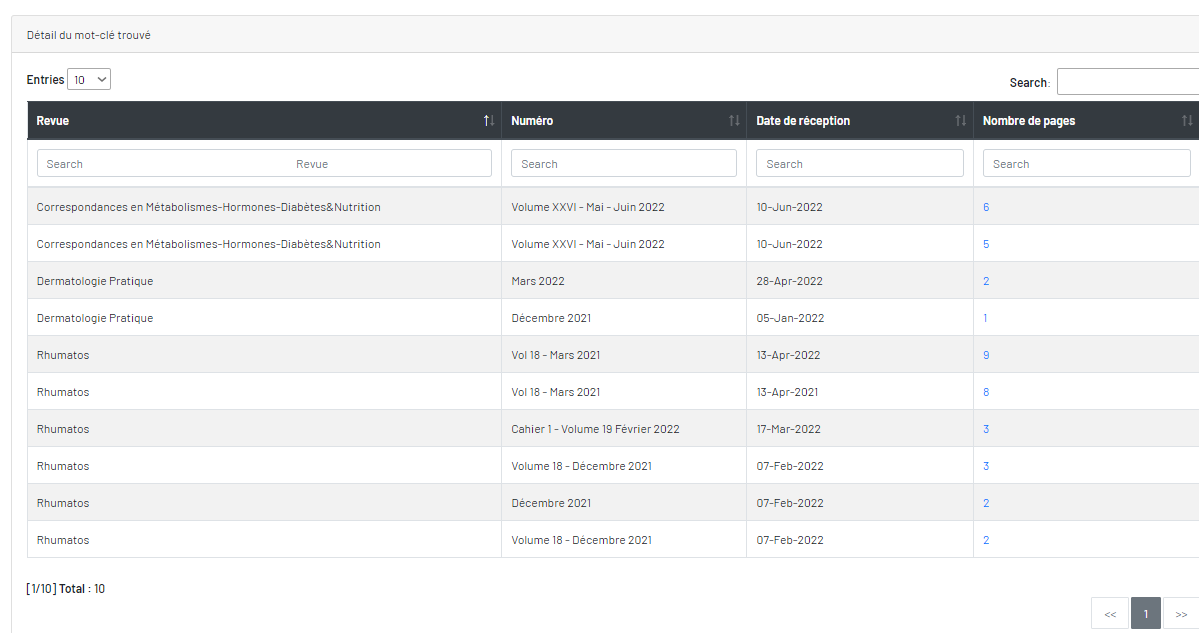 Détail du mot-clé trouvé
Entries 10
Search:
Revue Numéro Date de réception Nombre de pages
Search Revue Search Search Search
Correspondances en Métabolismes-Hormones-Diabètes&Nutrition Volume XXVI - Mai - Juin 2022 10-Jun-2022 6
Correspondances en Métabolismes-Hormones-Diabètes&Nutrition Volume XXVI - Mai - Juin 2022 10-Jun-2022 5
Dermatologie Pratique Mars 2022 28-Apr-2022 2
Dermatologie Pratique Décembre 2021 05-Jan-2022 1
Rhumatos Vol 18 - Mars 2021 13-Apr-2022 9
Rhumatos Vol 18 - Mars 2021 13-Apr-2021 8
Rhumatos Cahier 1 - Volume 19 Février 2022 17-Mar-2022 3
Rhumatos Volume 18 - Décembre 2021 07-Feb-2022 3
Rhumatos Décembre 2021 07-Feb-2022 2
Rhumatos Volume 18 - Décembre 2021 07-Feb-2022 2
[1/10] Total : 10
<< 1 >>